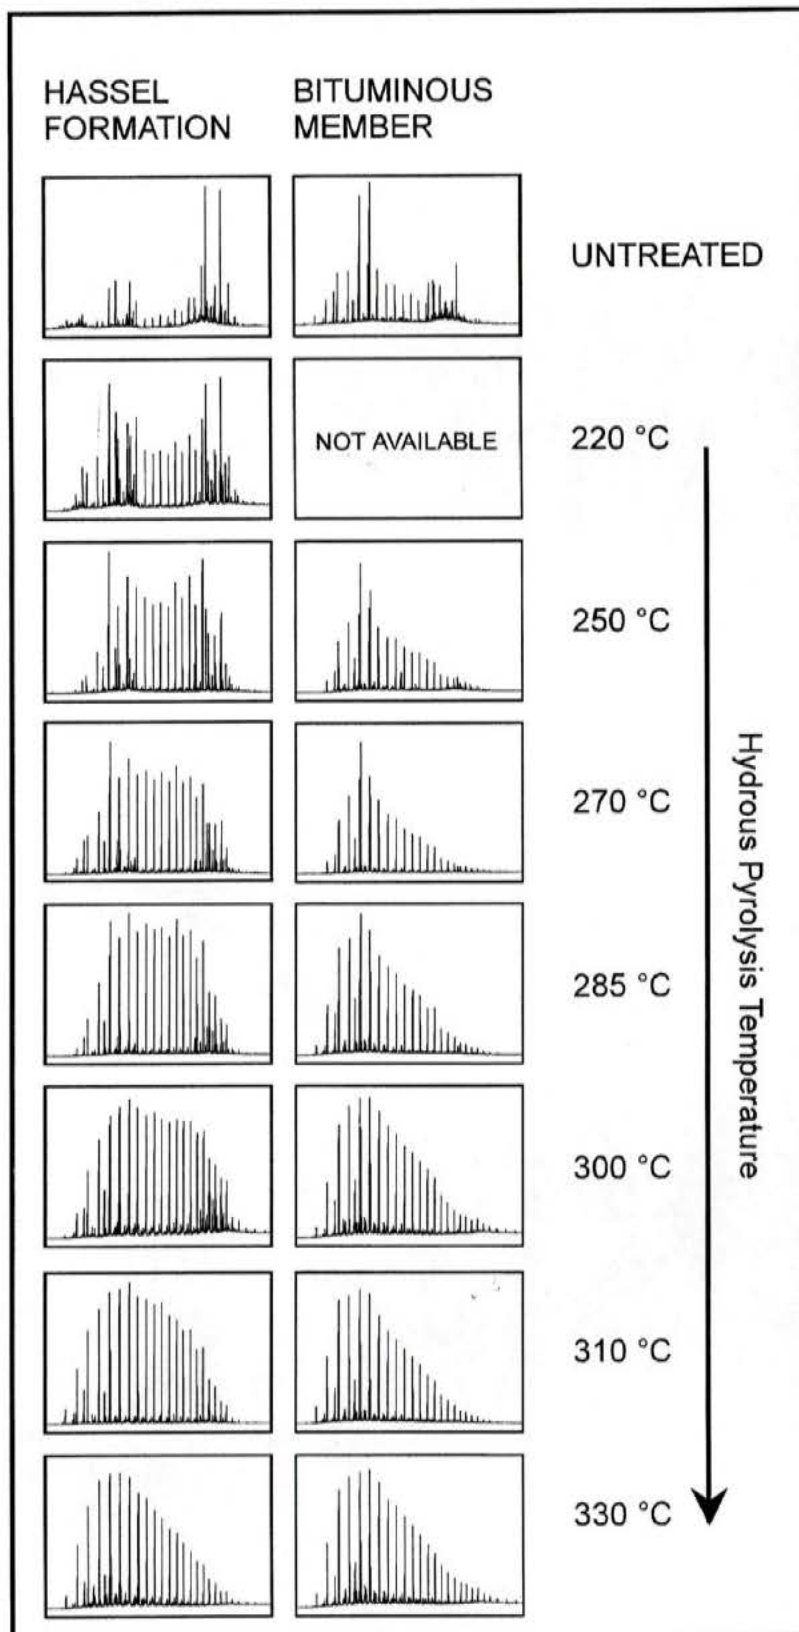 HASSEL
FORMATION
BITUMINOUS
MEMBER
UNTREATED
NOT AVAILABLE
220 °C
250 °C
270 °C
285 °C
300 °C
310 °C
330 °C
Hydrous Pyrolysis Temperature